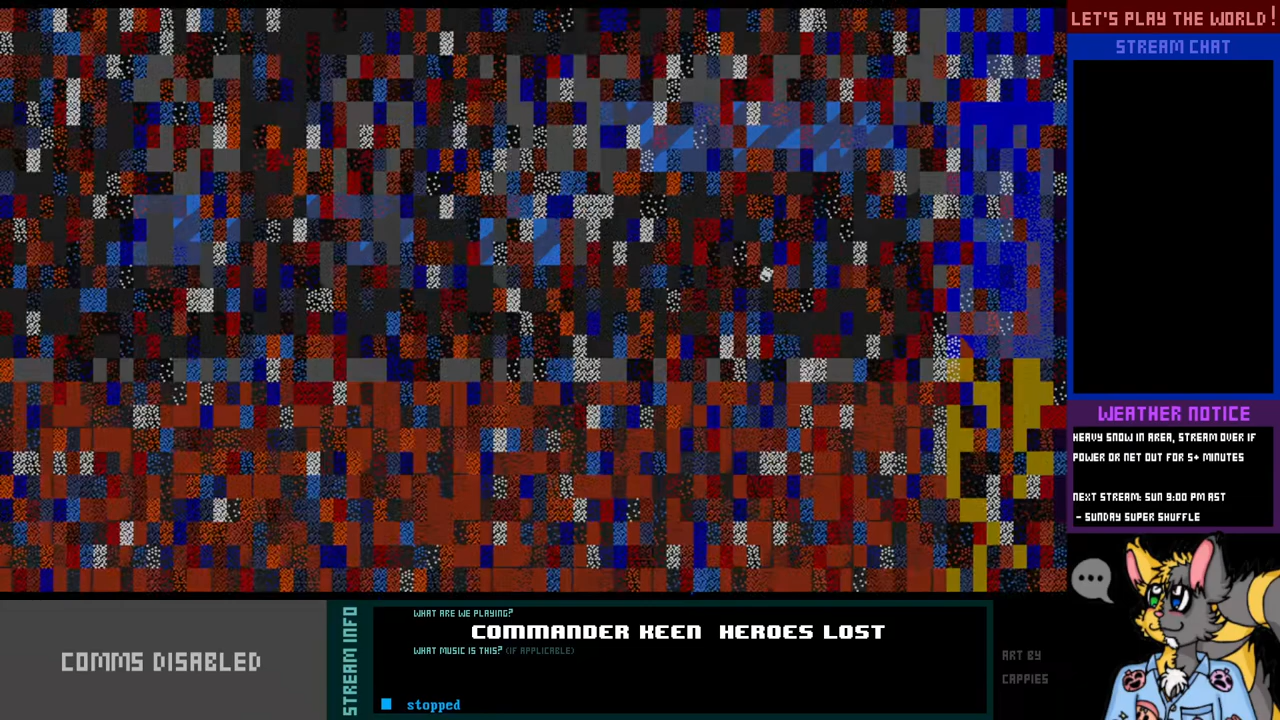 LET'S PLAY THE WORLD!
STREAM CHAT
WEATHER NOTICE
HEAVY SNOW IN AREA, STREAM OVER IF
POWER OR NET OUT FOR 5+ MINUTES
NEXT STREAM: SUN 9:00 PM AST
- SUNDAY SUPER SHUFFLE
COMMS DISABLED
STREAM INFO
WHAT ARE WE PLAYING?
COMMANDER KEEN HEROES LOST
WHAT MUSIC IS THIS? (IF APPLICABLE)
stopped
ART BY
CAPPIES